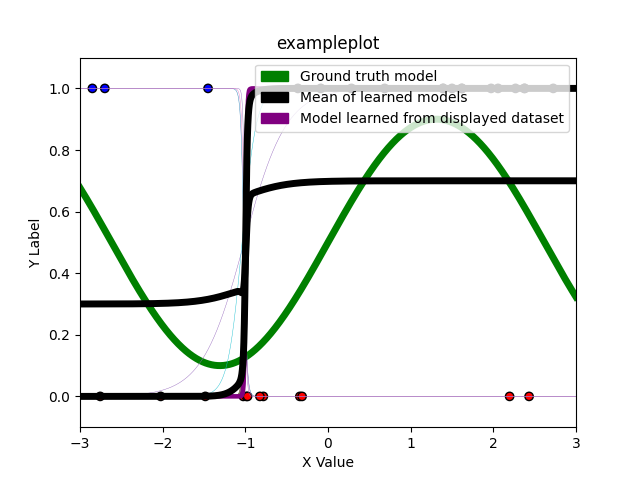 exampleplot
Ground truth model
Mean of learned models
Model learned from displayed dataset
1.0
0.8
0.6
0.4
0.2
0.0
Y Label
−3
−2
−1
0
1
2
3
X Value